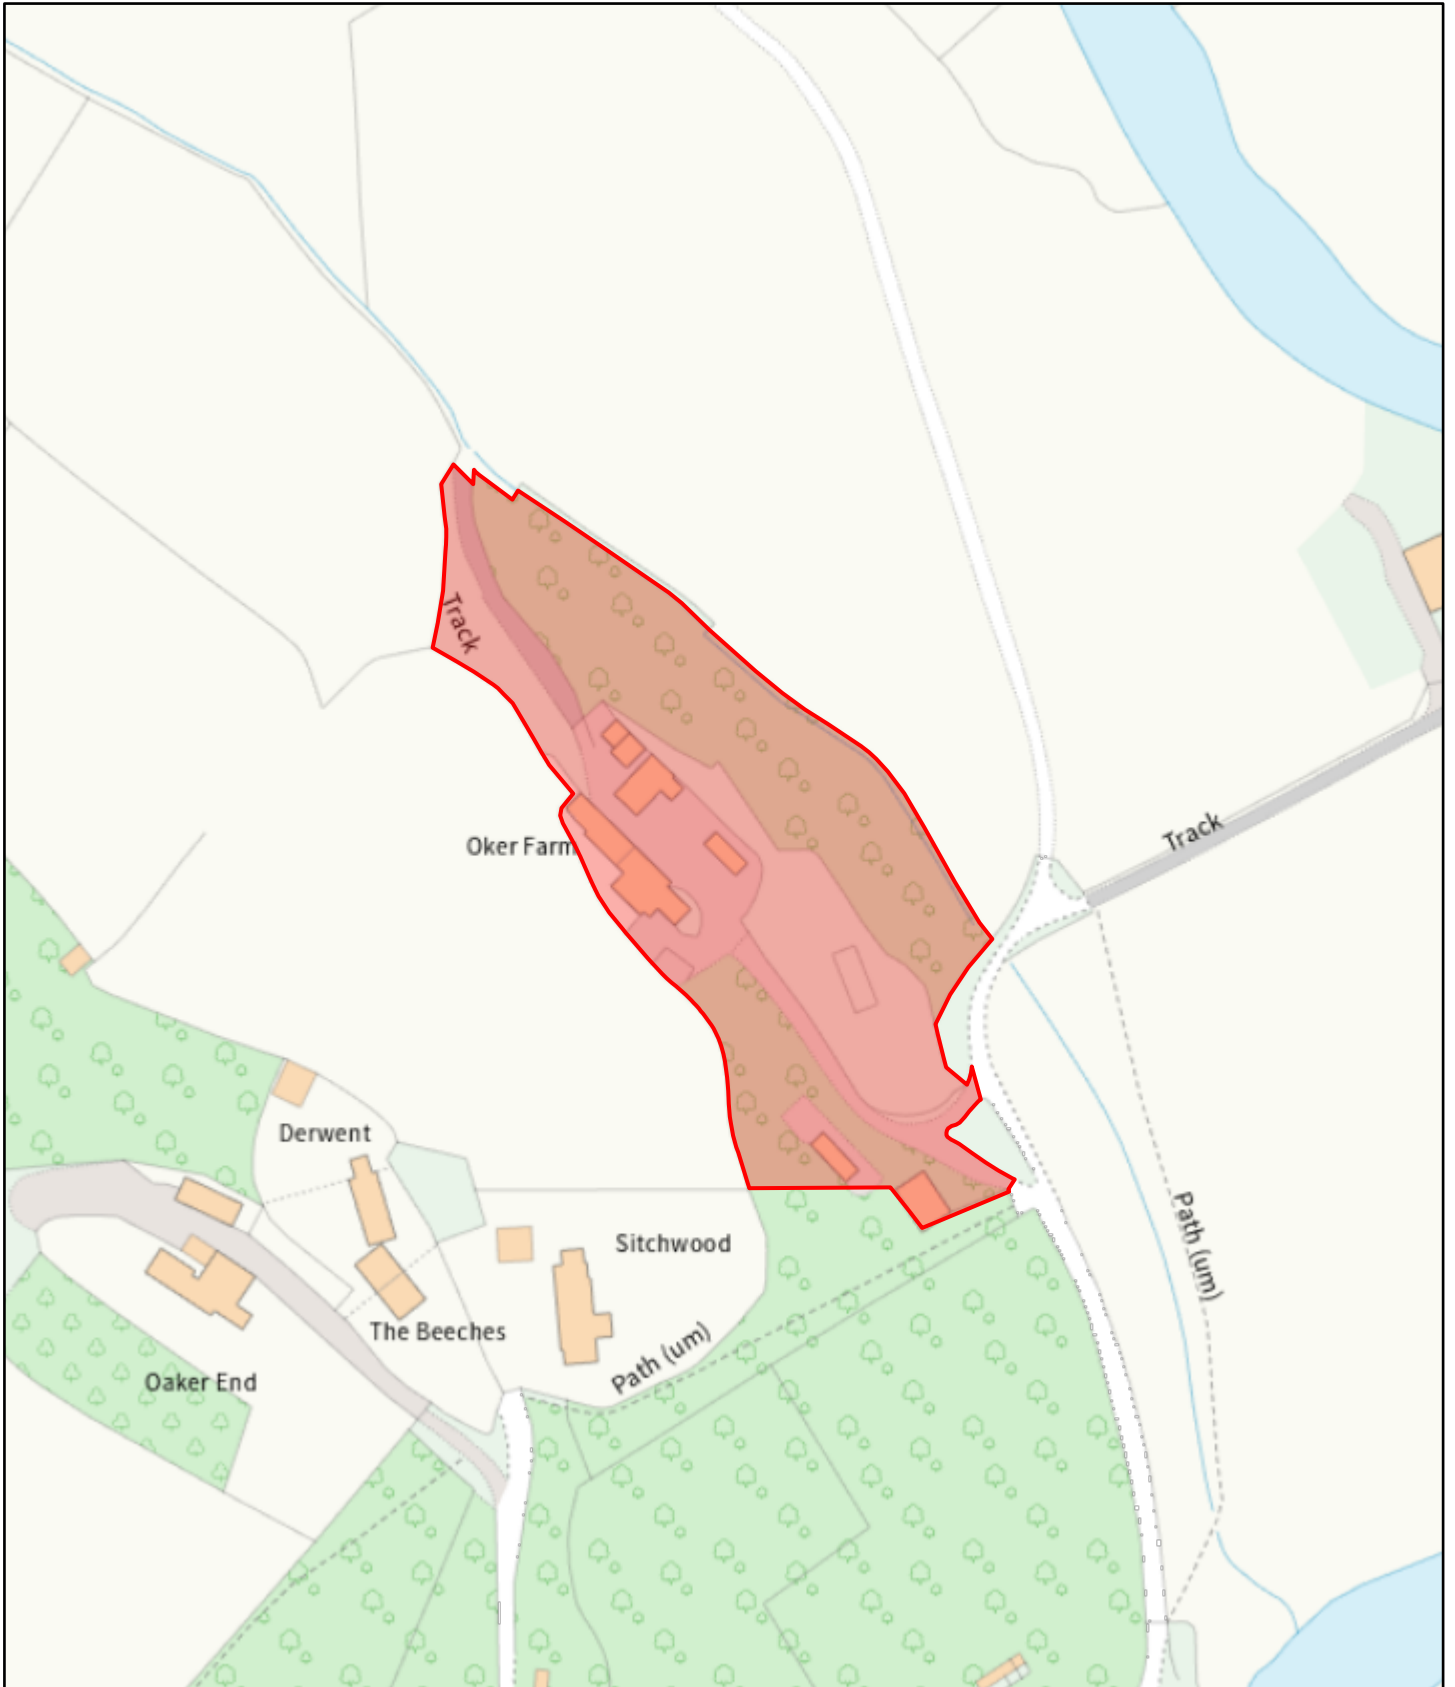 Track
Oker Farm
Track
Derwent
Sitchwood
Path (um)
The Beeches
Path (um)
Oaker End